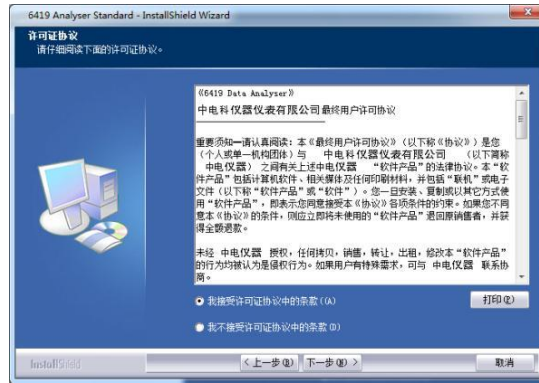 6419 Analyser Standard - InstallShield Wizard
许可证协议
请仔细阅读下面的许可证协议。
《6419 Data Analyser》
中电科仪器仪表有限公司最终用户许可协议
重要须知—请认真阅读：本《最终用户许可协议》（以下称《协议》）是您
（个人或单一机构团体）与 中电科仪器仪表有限公司 （以下简称
中电仪器）之间有关上述中电仪器 “软件产品”的法律协议。本“软
件产品”包括计算机软件、相关媒体及任何印刷材料，并包括“联机”或电子
文件（以下称“软件产品”或“软件”）。您一旦安装、复制或以其它方式使
用“软件产品”，即表示您同意接受本《协议》各项条件的约束。如果您不同
意本《协议》的条件，则应立即将未使用的“软件产品”退回原销售者，并获
得全额退款。
未经 中电仪器 授权，任何拷贝，销售，转让，出租，修改本“软件产品”
的行为均被认为是侵权行为。如果用户有特殊需求，可与 中电仪器 联系协
商。
我接受许可证协议中的条款((A)
打印(P)
我不接受许可证协议中的条款(D)
InstallShield
< 上一步(B)
下一步(N) >
取消